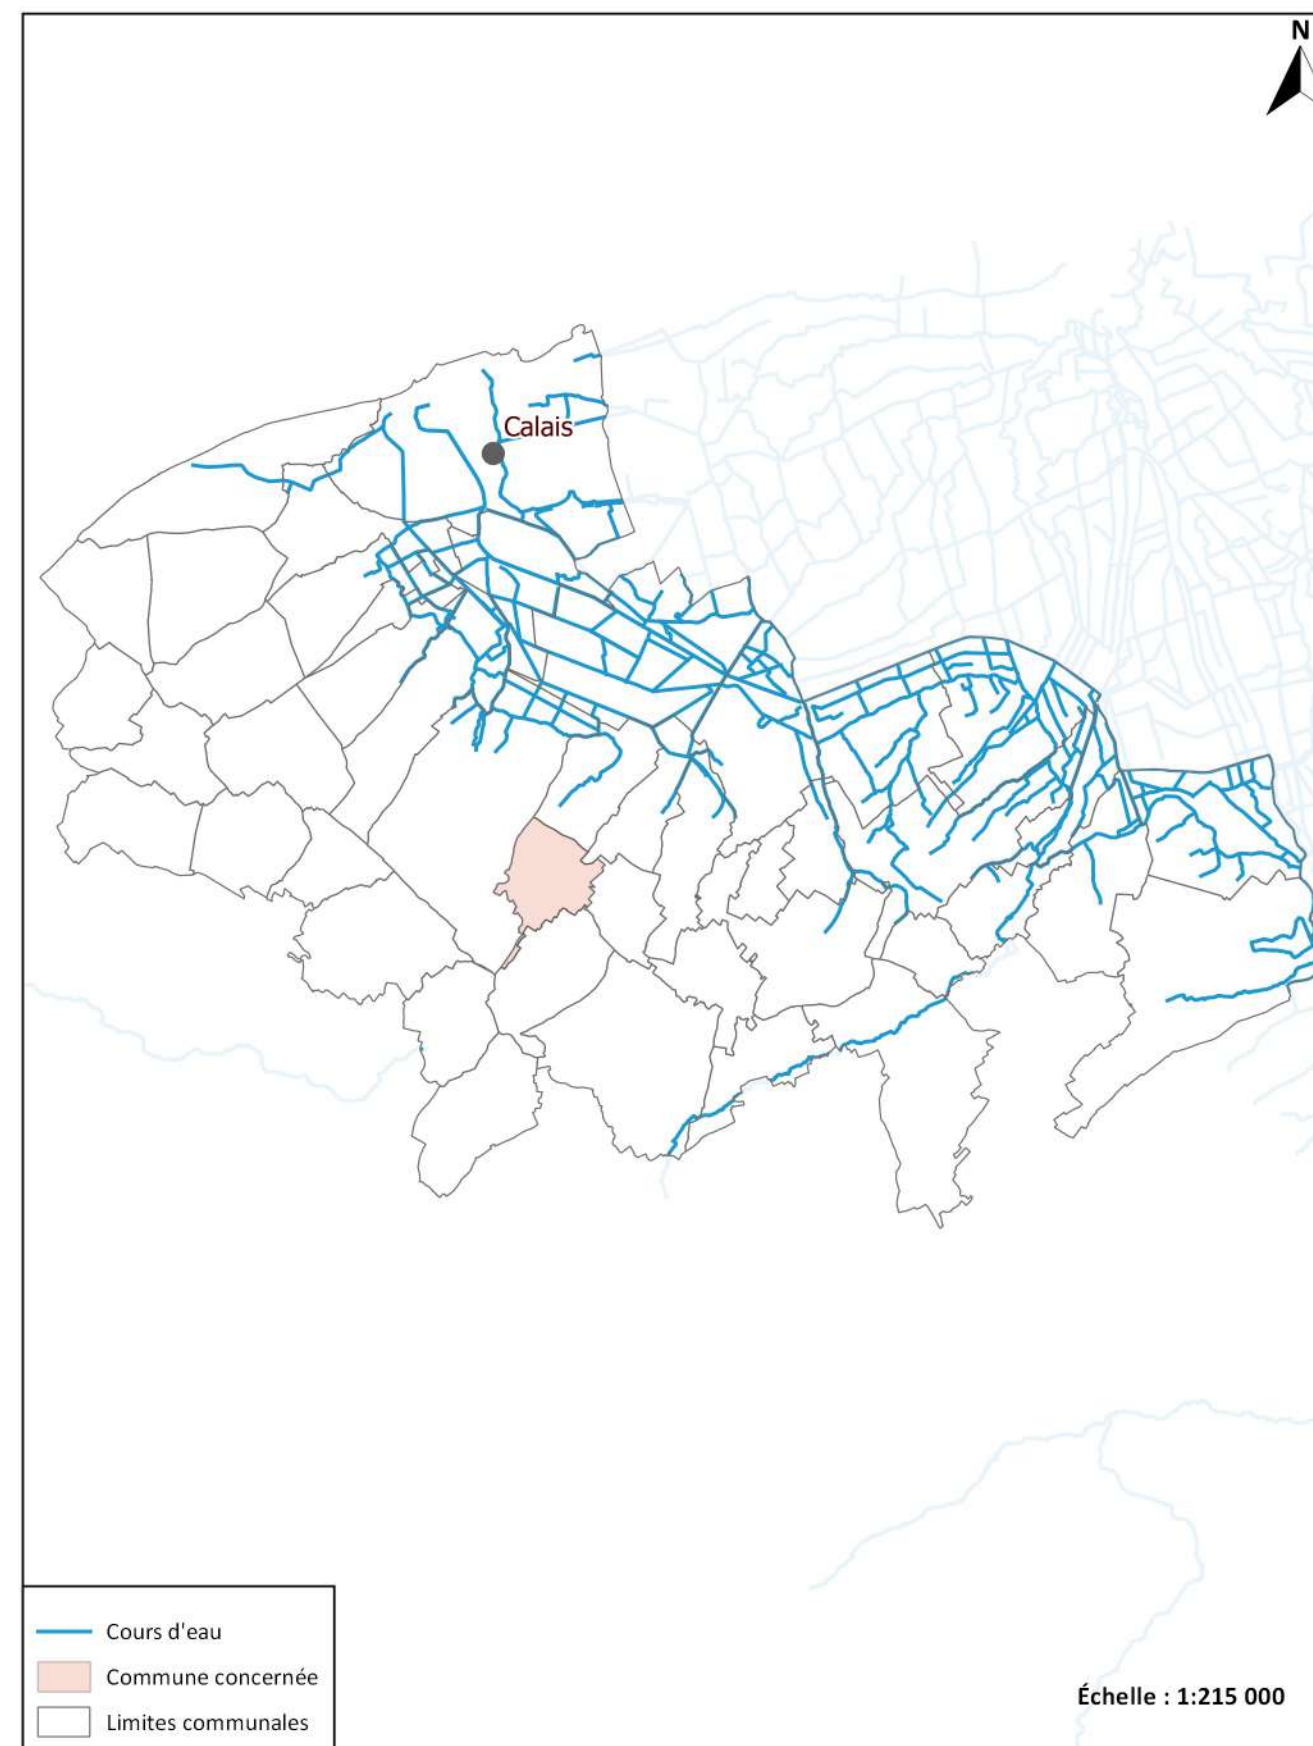 N
Calais
Cours d'eau
Commune concernée
Limites communales
Échelle : 1:215 000